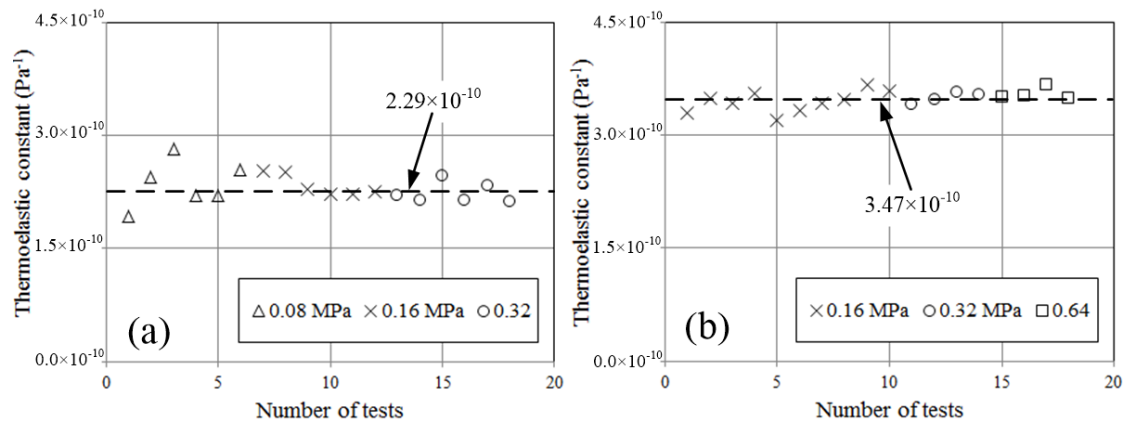 Thermoelastic constant (Pa⁻¹)
4.5×10⁻¹⁰
3.0×10⁻¹⁰
1.5×10⁻¹⁰
0.0×10⁻¹⁰
2.29×10⁻¹⁰
0.08 MPa 0.16 MPa 0.32
(a)
0 5 10 15 20
Number of tests
Thermoelastic constant (Pa⁻¹)
4.5×10⁻¹⁰
3.0×10⁻¹⁰
1.5×10⁻¹⁰
0.0×10⁻¹⁰
3.47×10⁻¹⁰
0.16 MPa 0.32 MPa 0.64
(b)
0 5 10 15 20
Number of tests